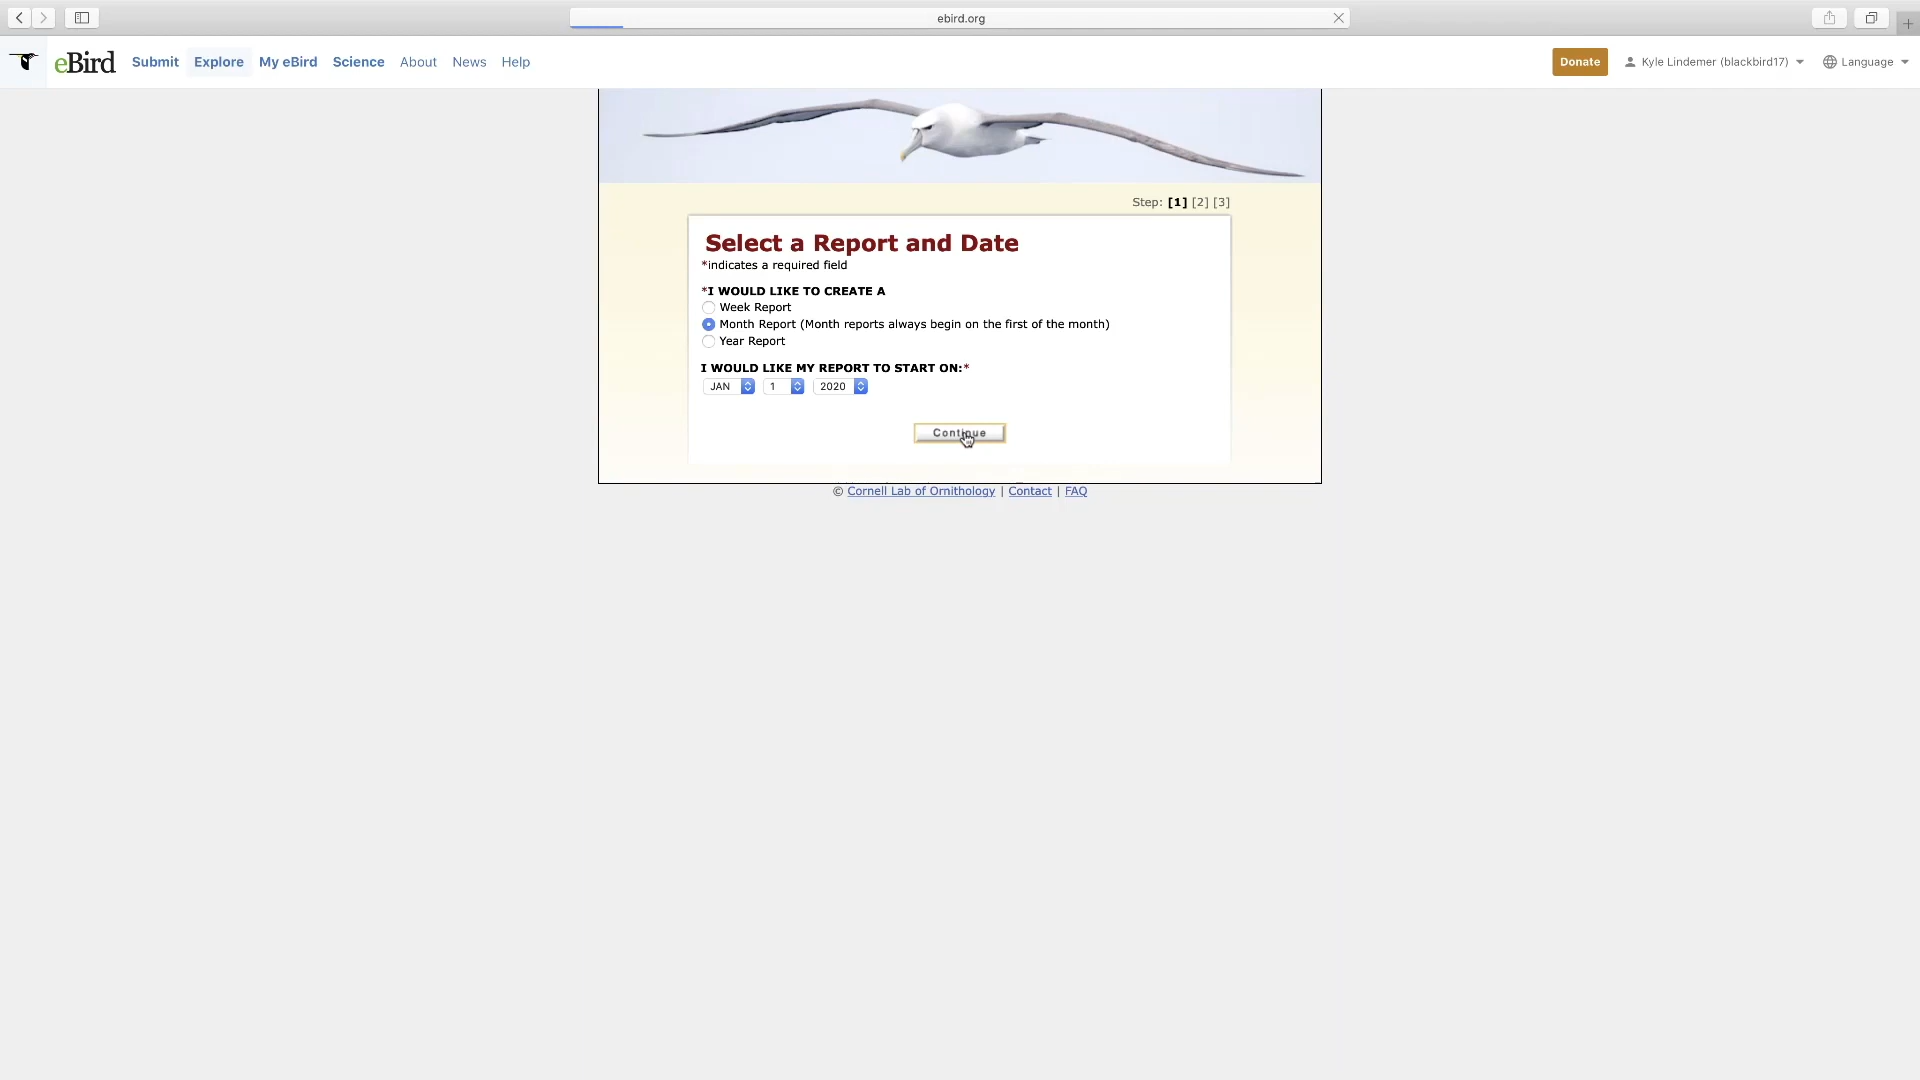 ebird.org
eBird Submit Explore My eBird Science About News Help Donate Kyle Lindemer (blackbird17) Language
Step: [1] [2] [3]
Select a Report and Date
*indicates a required field
*I WOULD LIKE TO CREATE A
Week Report
Month Report (Month reports always begin on the first of the month)
Year Report
I WOULD LIKE MY REPORT TO START ON:*
JAN 1 2020
Continue
© Cornell Lab of Ornithology | Contact | FAQ